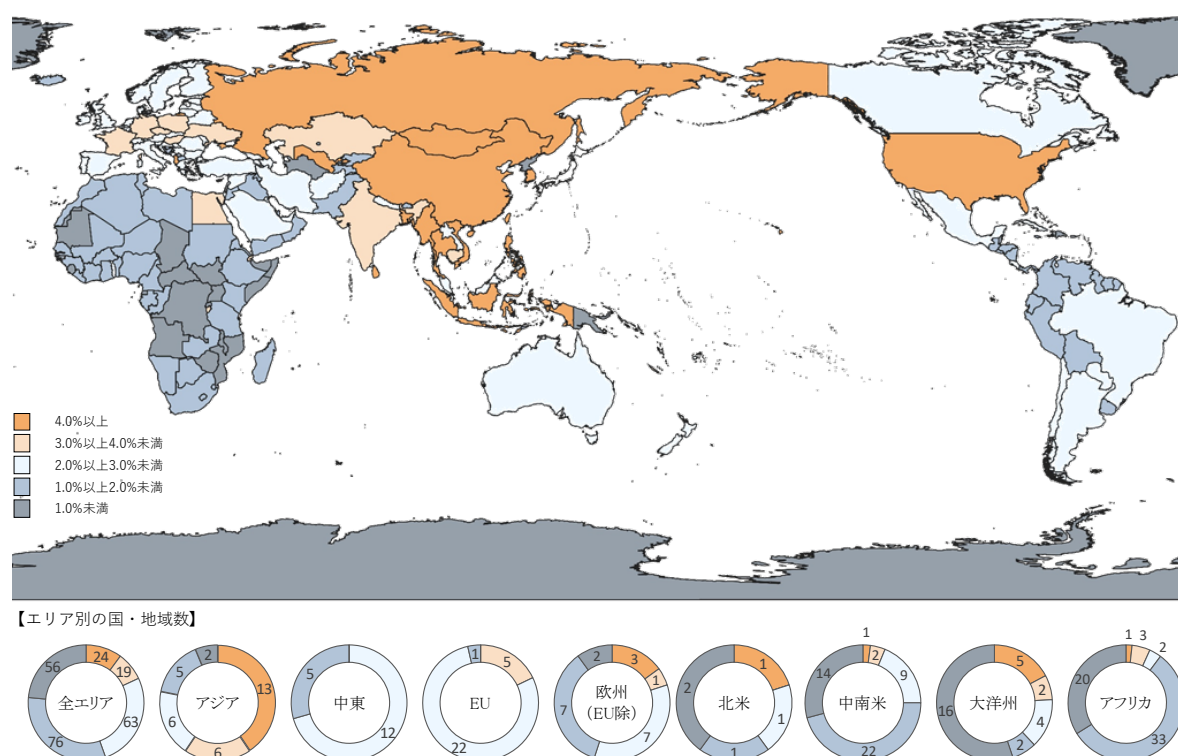 4.0%以上
3.0%以上4.0%未満
2.0%以上3.0%未満
1.0%以上2.0%未満
1.0%未満
【エリア別の国・地域数】
全エリア
24
19
63
76
56
アジア
13
6
6
5
2
中東
12
5
EU
5
22
1
欧州
（EU除）
3
1
7
7
2
北米
1
1
1
2
中南米
1
2
9
22
14
大洋州
5
2
4
2
16
アフリカ
1
3
2
33
20